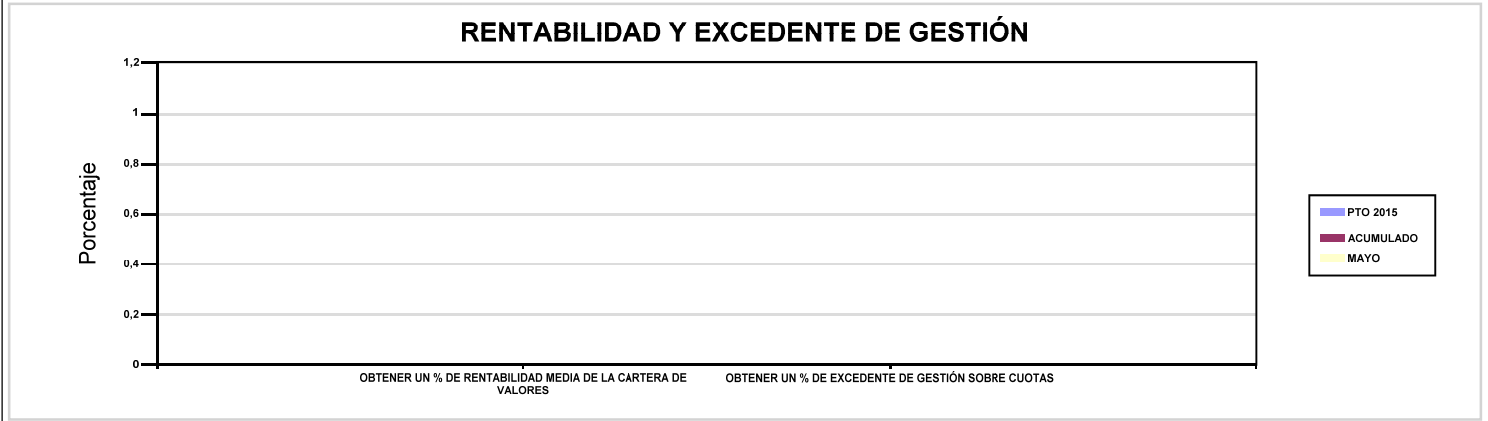 RENTABILIDAD Y EXCEDENTE DE GESTIÓN
1,2
1
0,8
0,6
0,4
0,2
0
Porcentaje
OBTENER UN % DE RENTABILIDAD MEDIA DE LA CARTERA DE
VALORES
OBTENER UN % DE EXCEDENTE DE GESTIÓN SOBRE CUOTAS
PTO 2015
ACUMULADO
MAYO